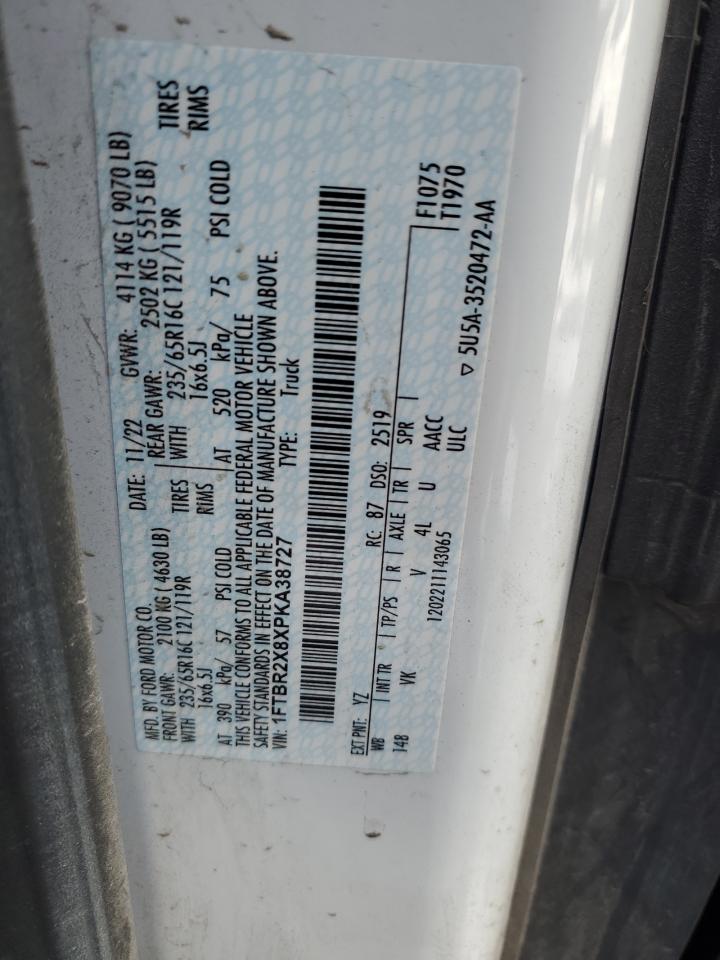 MFD. BY FORD MOTOR CO. DATE: 11/22 GVWR: 4114 KG ( 9070 LB)
FRONT GAWR: 2100 KG ( 4630 LB) REAR GAWR: 2502 KG ( 5515 LB)
WITH 235/65R16C 121/119R TIRES WITH 235/65R16C 121/119R TIRES
16x6.5J RIMS 16x6.5J RIMS
AT 390 kPa/ 57 PSI COLD AT 520 kPa/ 75 PSI COLD
THIS VEHICLE CONFORMS TO ALL APPLICABLE FEDERAL MOTOR VEHICLE
SAFETY STANDARDS IN EFFECT ON THE DATE OF MANUFACTURE SHOWN ABOVE.
VIN: 1FTBR2X8XPKA38727 TYPE: Truck
EXT PNT: YZ RC: 87 DSO: 2519 F1075
WB INT TR TP/PS R AXLE TR SPR T1970
148 VK V 4L U AACC
120221143065 ULC
5U5A-3520472-AA